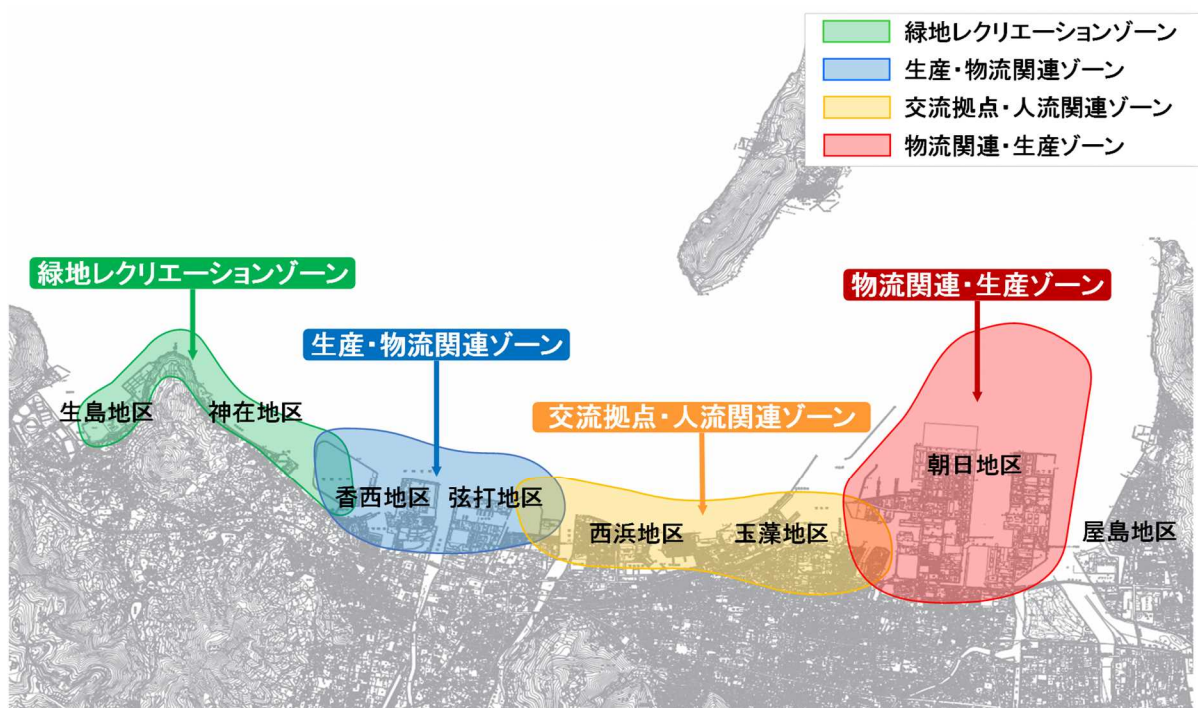 緑地レクリエーションゾーン
生産・物流関連ゾーン
交流拠点・人流関連ゾーン
物流関連・生産ゾーン
緑地レクリエーションゾーン
物流関連・生産ゾーン
生産・物流関連ゾーン
交流拠点・人流関連ゾーン
生島地区
神在地区
香西地区
弦打地区
西浜地区
玉藻地区
朝日地区
屋島地区